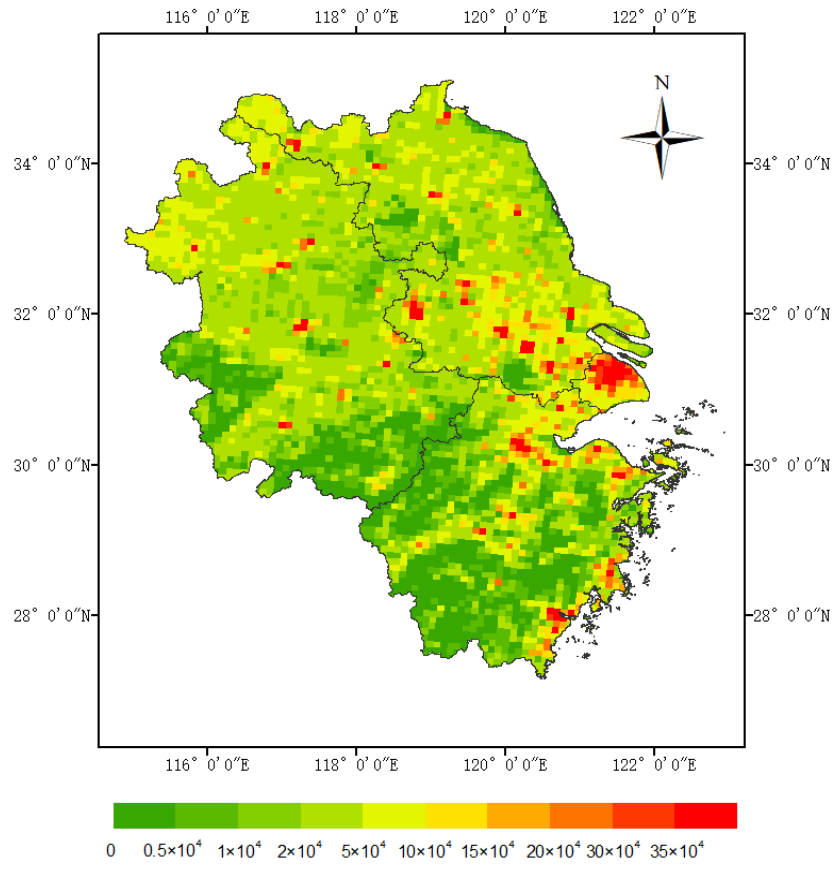 116° 0′0″E 118° 0′0″E 120° 0′0″E 122° 0′0″E
N
34° 0′0″N 34° 0′0″N
32° 0′0″N 32° 0′0″N
30° 0′0″N 30° 0′0″N
28° 0′0″N 28° 0′0″N
116° 0′0″E 118° 0′0″E 120° 0′0″E 122° 0′0″E
0 0.5×10⁴ 1×10⁴ 2×10⁴ 5×10⁴ 10×10⁴ 15×10⁴ 20×10⁴ 30×10⁴ 35×10⁴